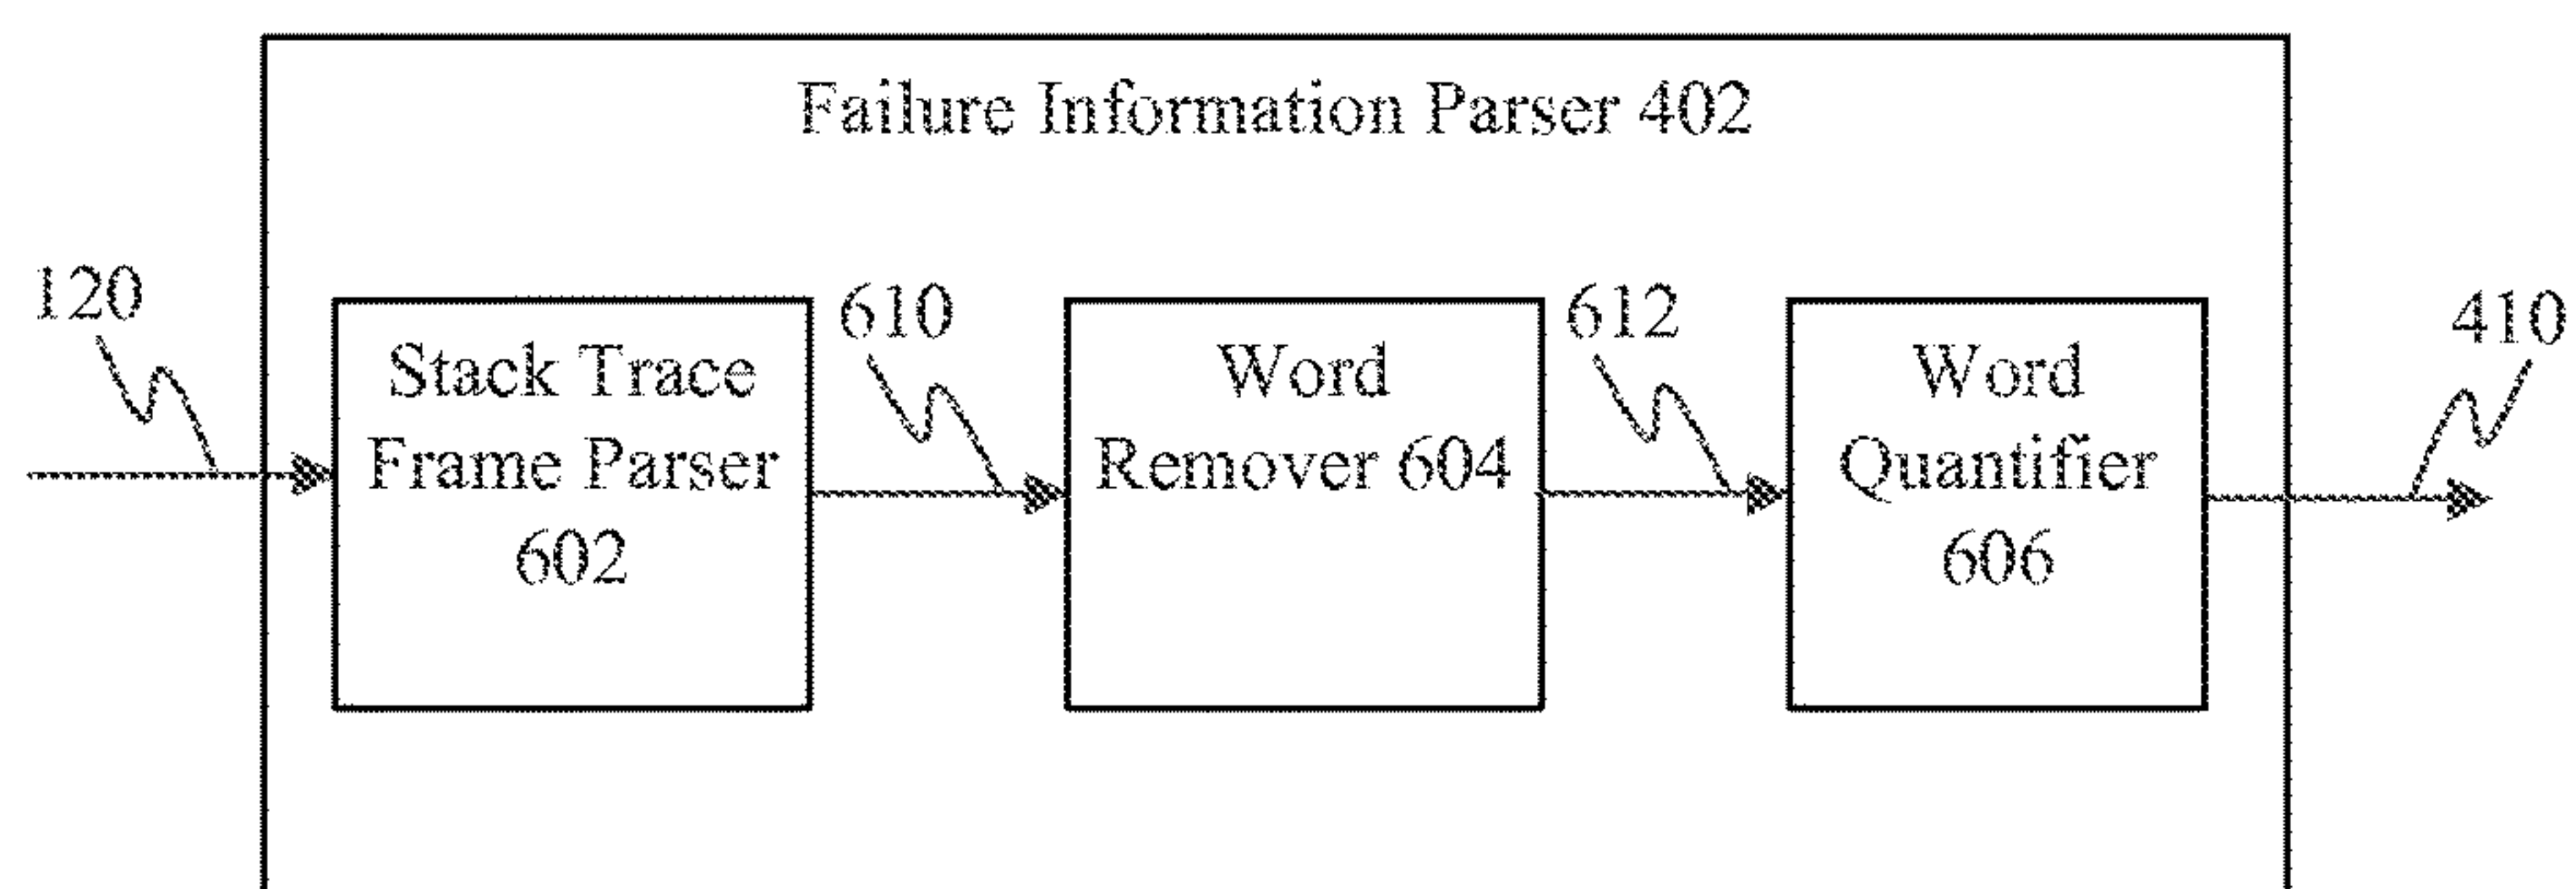 Failure Information Parser 402
120
610
612
410
Stack Trace
Frame Parser
602
Word
Remover 604
Word
Quantifier
606